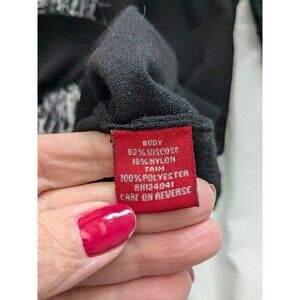 BODY
82% VISCOSE
18% NYLON
TRIM
100% POLYESTER
RN124041
CARE ON REVERSE